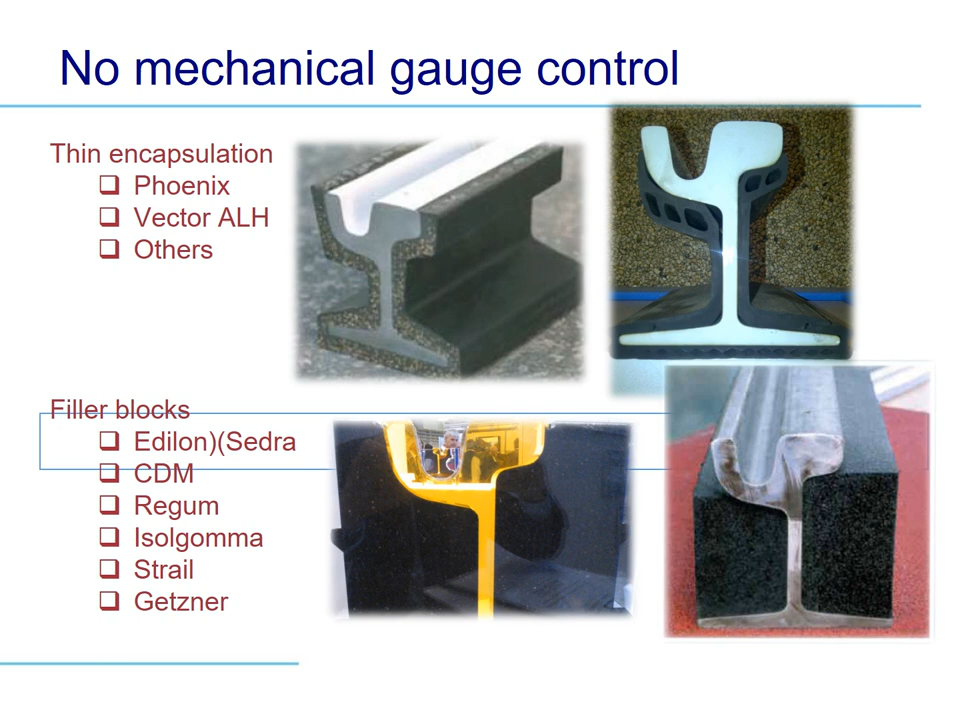 No mechanical gauge control
Thin encapsulation
❑ Phoenix
❑ Vector ALH
❑ Others
Filler blocks
❑ Edilon)(Sedra
❑ CDM
❑ Regum
❑ Isolgomma
❑ Strail
❑ Getzner